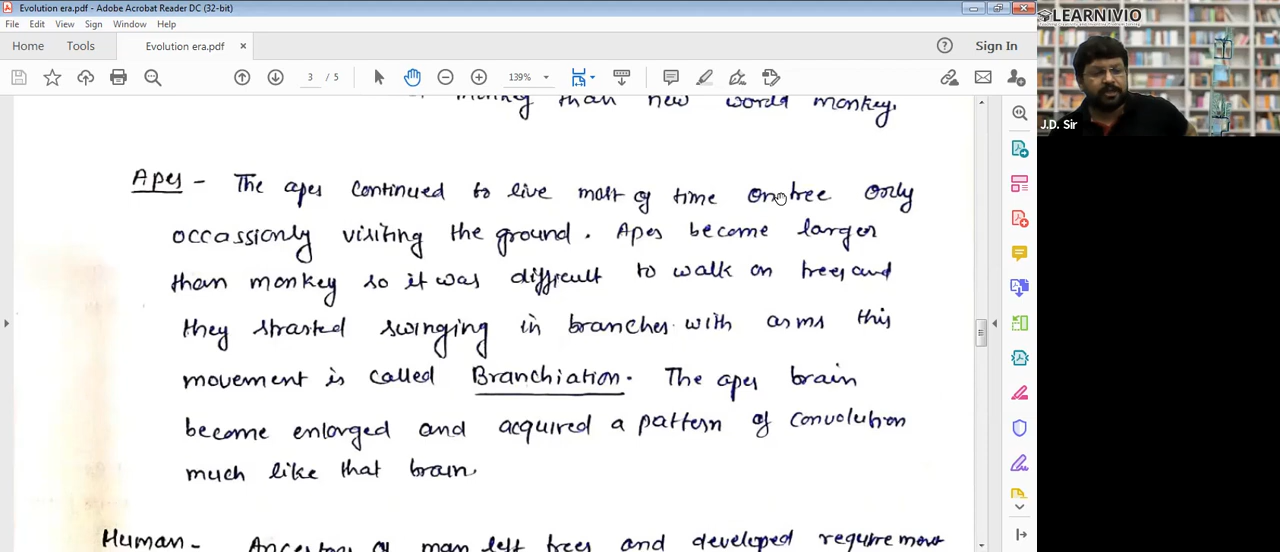 Evolution era.pdf - Adobe Acrobat Reader DC (32-bit)
File Edit View Sign Window Help
Home Tools Evolution era.pdf × Sign In
3 / 5 139%
LEARNIVIO
J.D. Sir
monkey than new world monkey.
Apes - The apes continued to live most of time on tree only
occassionly visiting the ground. Apes become larger
than monkey so it was difficult to walk on trees and
they strarted swinging in branches with arms this
movement is called Branchiation. The apes brain
become enlarged and acquired a pattern of convolution
much like that brain
Human - Ancestors of man left trees and developed require most